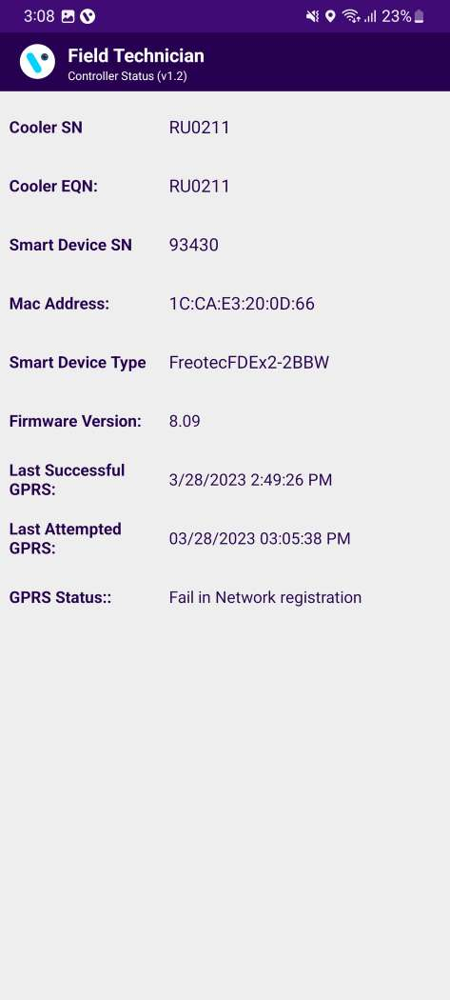 3:08 23%
Field Technician
Controller Status (v1.2)
Cooler SN RU0211
Cooler EQN: RU0211
Smart Device SN 93430
Mac Address: 1C:CA:E3:20:0D:66
Smart Device Type FreotecFDEx2-2BBW
Firmware Version: 8.09
Last Successful
GPRS: 3/28/2023 2:49:26 PM
Last Attempted
GPRS: 03/28/2023 03:05:38 PM
GPRS Status:: Fail in Network registration